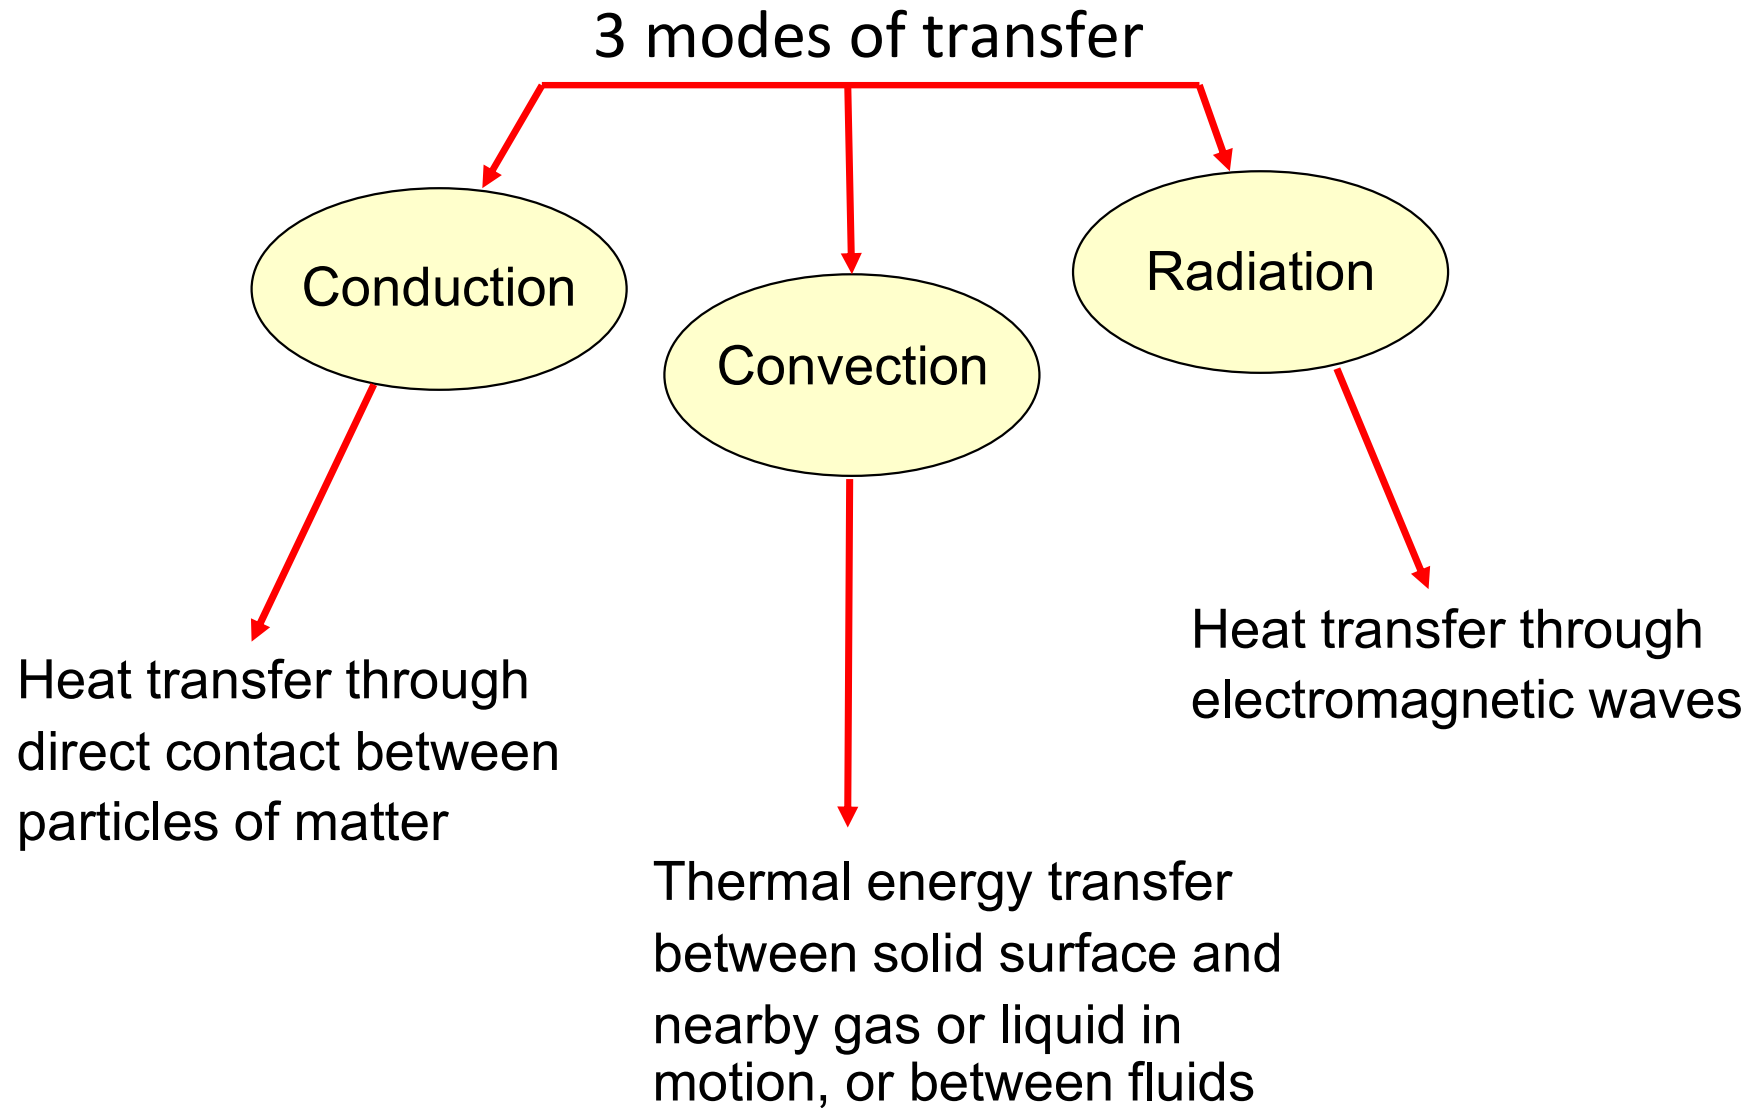 3 modes of transfer
Conduction
Convection
Radiation
Heat transfer through
direct contact between
particles of matter
Thermal energy transfer
between solid surface and
nearby gas or liquid in
motion, or between fluids
Heat transfer through
electromagnetic waves